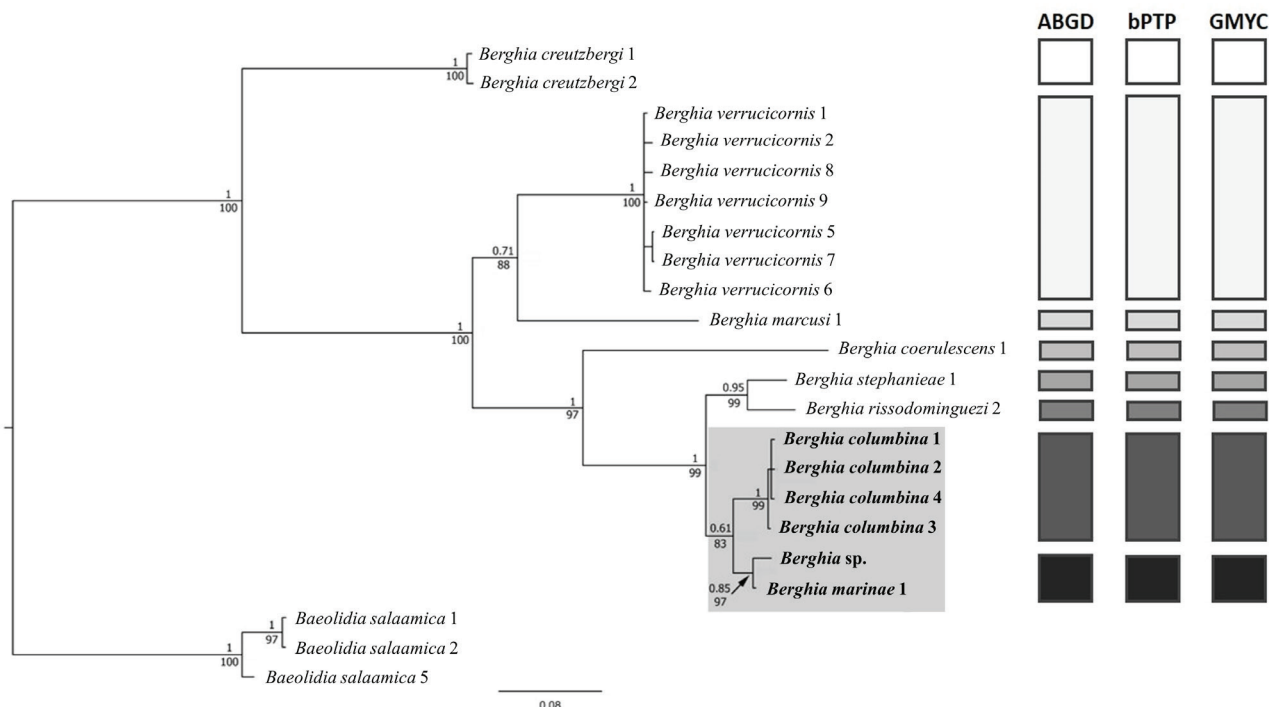 ABGD bPTP GMYC
1
100
Berghia creutzbergi 1
Berghia creutzbergi 2
Berghia verrucicornis 1
Berghia verrucicornis 2
Berghia verrucicornis 8
1
100
Berghia verrucicornis 9
1
100
Berghia verrucicornis 5
0.71
88
Berghia verrucicornis 7
Berghia verrucicornis 6
Berghia marcusi 1
1
100
Berghia coerulescens 1
Berghia stephanieae 1
0.95
99
Berghia rissodominguezi 2
1
97
Berghia columbina 1
1
99
Berghia columbina 2
1
99
Berghia columbina 4
Berghia columbina 3
0.61
83
Berghia sp.
0.85
97
Berghia marinae 1
Baeolidia salaamica 1
1
97
Baeolidia salaamica 2
1
100
Baeolidia salaamica 5
0.08